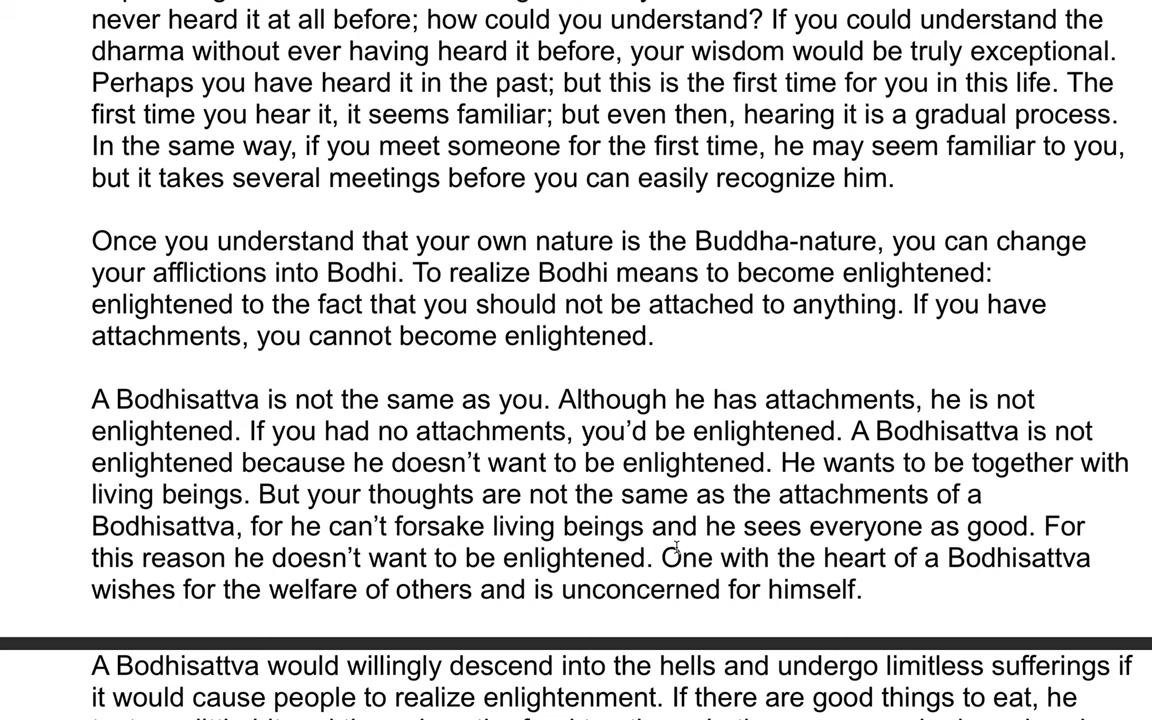 never heard it at all before; how could you understand? If you could understand the
dharma without ever having heard it before, your wisdom would be truly exceptional.
Perhaps you have heard it in the past; but this is the first time for you in this life. The
first time you hear it, it seems familiar; but even then, hearing it is a gradual process.
In the same way, if you meet someone for the first time, he may seem familiar to you,
but it takes several meetings before you can easily recognize him.
Once you understand that your own nature is the Buddha-nature, you can change
your afflictions into Bodhi. To realize Bodhi means to become enlightened:
enlightened to the fact that you should not be attached to anything. If you have
attachments, you cannot become enlightened.
A Bodhisattva is not the same as you. Although he has attachments, he is not
enlightened. If you had no attachments, you’d be enlightened. A Bodhisattva is not
enlightened because he doesn’t want to be enlightened. He wants to be together with
living beings. But your thoughts are not the same as the attachments of a
Bodhisattva, for he can’t forsake living beings and he sees everyone as good. For
this reason he doesn’t want to be enlightened. One with the heart of a Bodhisattva
wishes for the welfare of others and is unconcerned for himself.
A Bodhisattva would willingly descend into the hells and undergo limitless sufferings if
it would cause people to realize enlightenment. If there are good things to eat, he